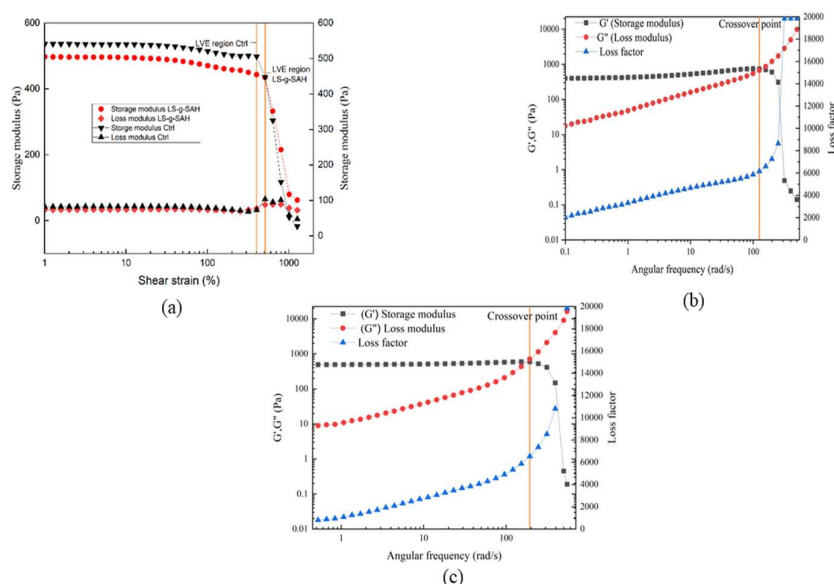 600
400
200
0
Storage modulus (Pa)
LVE region Ctrl
LVE region
LS-g-SAH
Storage modulus LS-g-SAH
Loss modulus LS-g-SAH
Storge modulus Ctrl
Loss modulus Ctrl
600
500
400
300
200
100
0
Storage modulus (Pa)
1 10 100 1000
Shear strain (%)
(a)
10000
1000
100
10
1
0.1
0.01
G',G'' (Pa)
G' (Storage modulus)
G'' (Loss modulus)
Loss factor
Crossover point
20000
18000
16000
14000
12000
10000
8000
6000
4000
2000
0
Loss factor
0.1 1 10 100
Angular frequency (rad/s)
(b)
10000
1000
100
10
1
0.1
0.01
G',G'' (Pa)
(G') Storage modulus
(G'') Loss modulus
Loss factor
Crossover point
20000
18000
16000
14000
12000
10000
8000
6000
4000
2000
0
Loss factor
1 10 100
Angular frequency (rad/s)
(c)